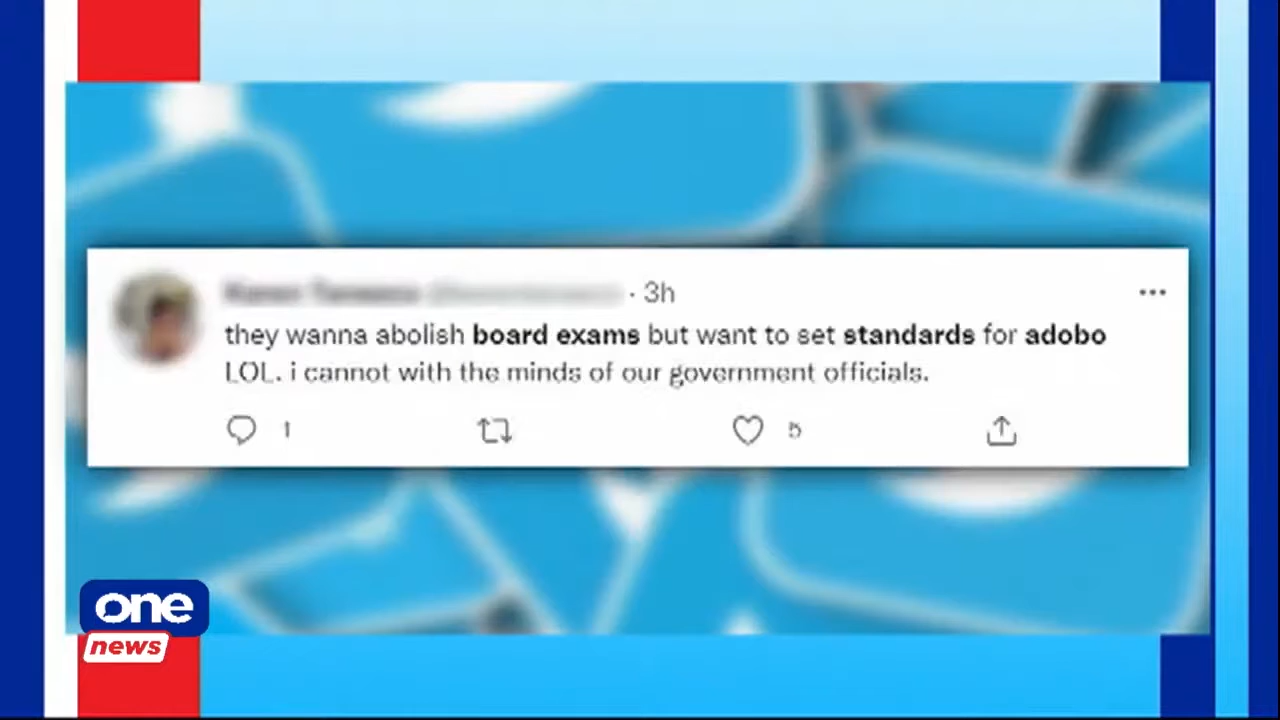 · 3h
they wanna abolish board exams but want to set standards for adobo
LOL. i cannot with the minds of our government officials.
1 5
one
news